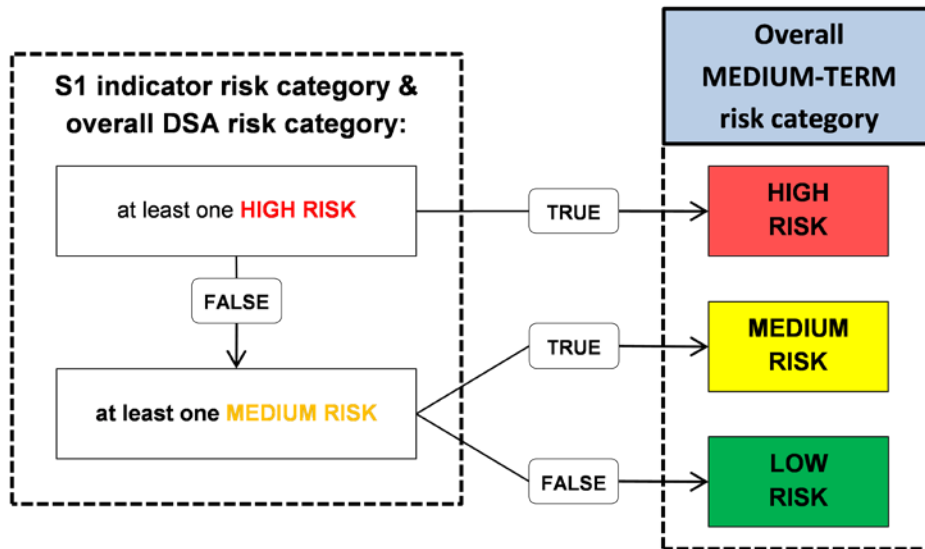 S1 indicator risk category &
overall DSA risk category:
Overall
MEDIUM-TERM
risk category
at least one HIGH RISK
TRUE
HIGH
RISK
FALSE
at least one MEDIUM RISK
TRUE
MEDIUM
RISK
FALSE
LOW
RISK